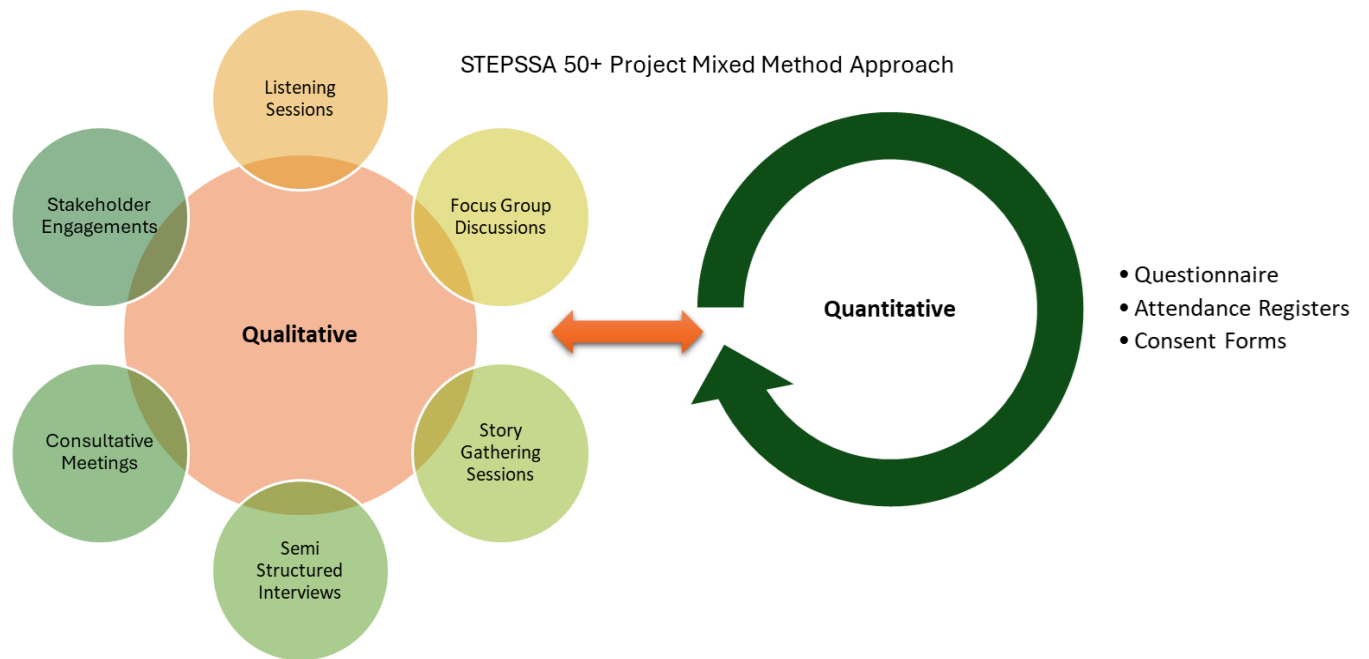 STEPSSA 50+ Project Mixed Method Approach
Listening
Sessions
Focus Group
Discussions
Story
Gathering
Sessions
Semi
Structured
Interviews
Consultative
Meetings
Stakeholder
Engagements
Qualitative
Quantitative
• Questionnaire
• Attendance Registers
• Consent Forms